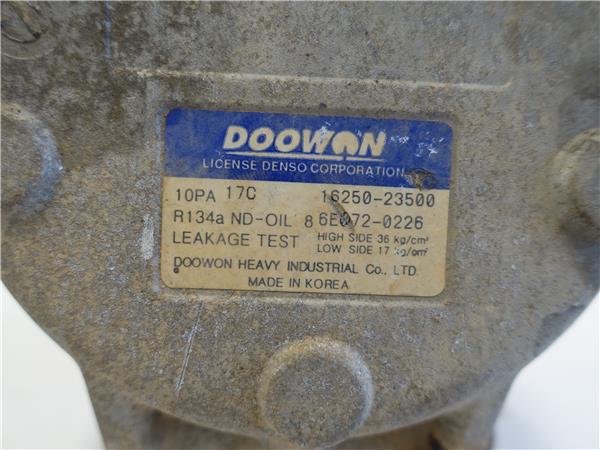 DOOWON
LICENSE DENSO CORPORATION
10PA 17C 16250-23500
R134a ND-OIL 8 6E072-0226
LEAKAGE TEST HIGH SIDE 36 kg/cm²
LOW SIDE 17 kg/cm²
DOOWON HEAVY INDUSTRIAL Co., LTD.
MADE IN KOREA